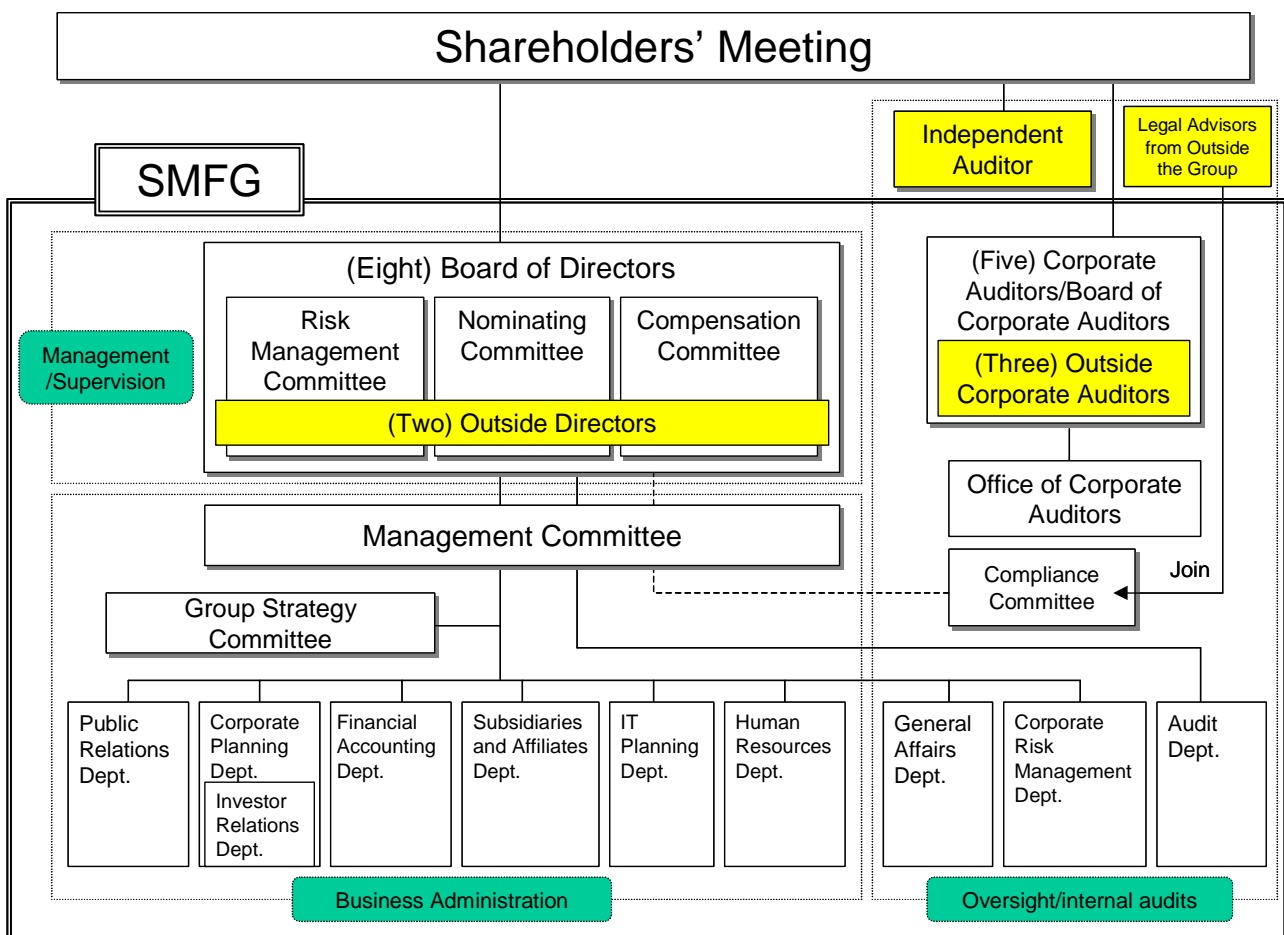 Shareholders' Meeting
Independent
Auditor
Legal Advisors
from Outside
the Group
SMFG
(Eight) Board of Directors
Risk
Management
Committee
Nominating
Committee
Compensation
Committee
(Two) Outside Directors
Management
/Supervision
(Five) Corporate
Auditors/Board of
Corporate Auditors
(Three) Outside
Corporate Auditors
Office of Corporate
Auditors
Management Committee
Compliance
Committee
Join
Group Strategy
Committee
Public
Relations
Dept.
Corporate
Planning
Dept.
Investor
Relations
Dept.
Financial
Accounting
Dept.
Subsidiaries
and Affiliates
Dept.
IT
Planning
Dept.
Human
Resources
Dept.
General
Affairs
Dept.
Corporate
Risk
Management
Dept.
Audit
Dept.
Business Administration
Oversight/internal audits